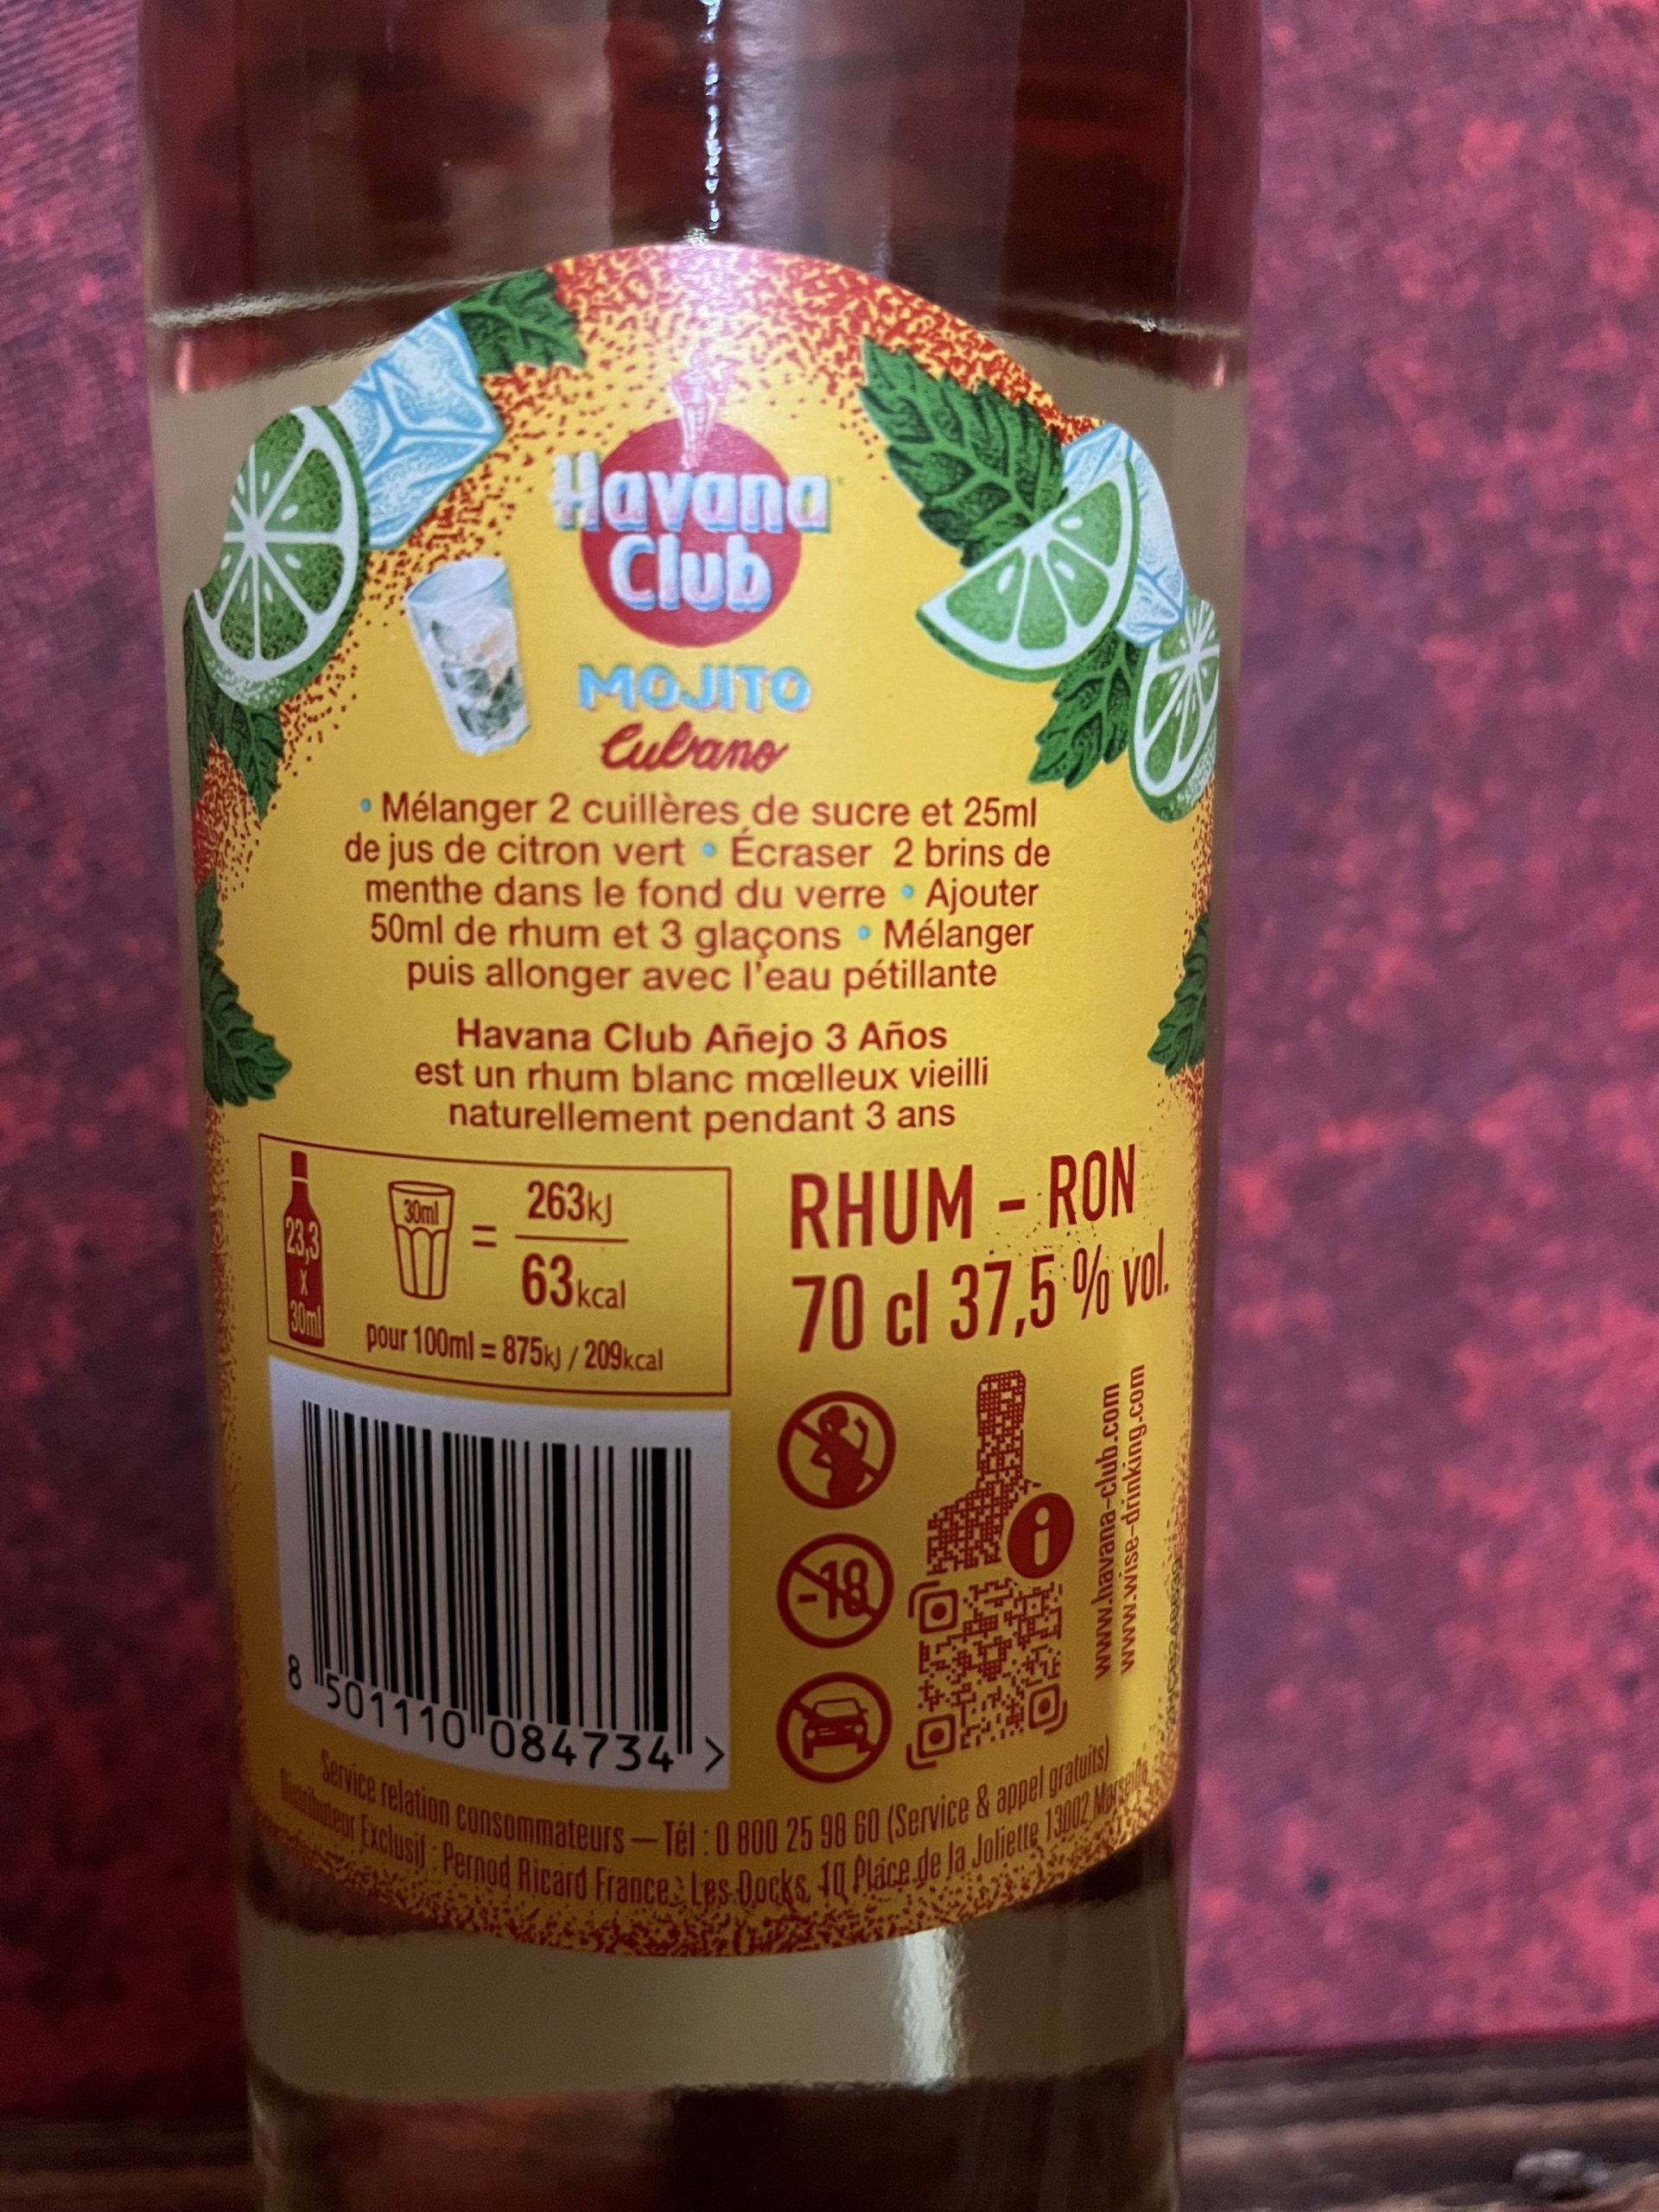 Havana
Club
MOJITO
Cubano
• Mélanger 2 cuillères de sucre et 25ml
de jus de citron vert • Écraser 2 brins de
menthe dans le fond du verre • Ajouter
50ml de rhum et 3 glaçons • Mélanger
puis allonger avec l'eau pétillante
Havana Club Añejo 3 Años
est un rhum blanc mœlleux vieilli
naturellement pendant 3 ans
23,3
x
30ml
30ml
=
263kJ
63kcal
pour 100ml = 875kJ / 209kcal
RHUM - RON
70 cl 37,5 % vol.
-18
i
www.havana-club.com
www.wise-drinking.com
8 501110 084734 >
Service relation consommateurs — Tél : 0 800 25 98 60 (Service & appel gratuits)
Distributeur Exclusif : Pernod Ricard France : Les Docks, 10 Place de la Joliette 13002 Marseille